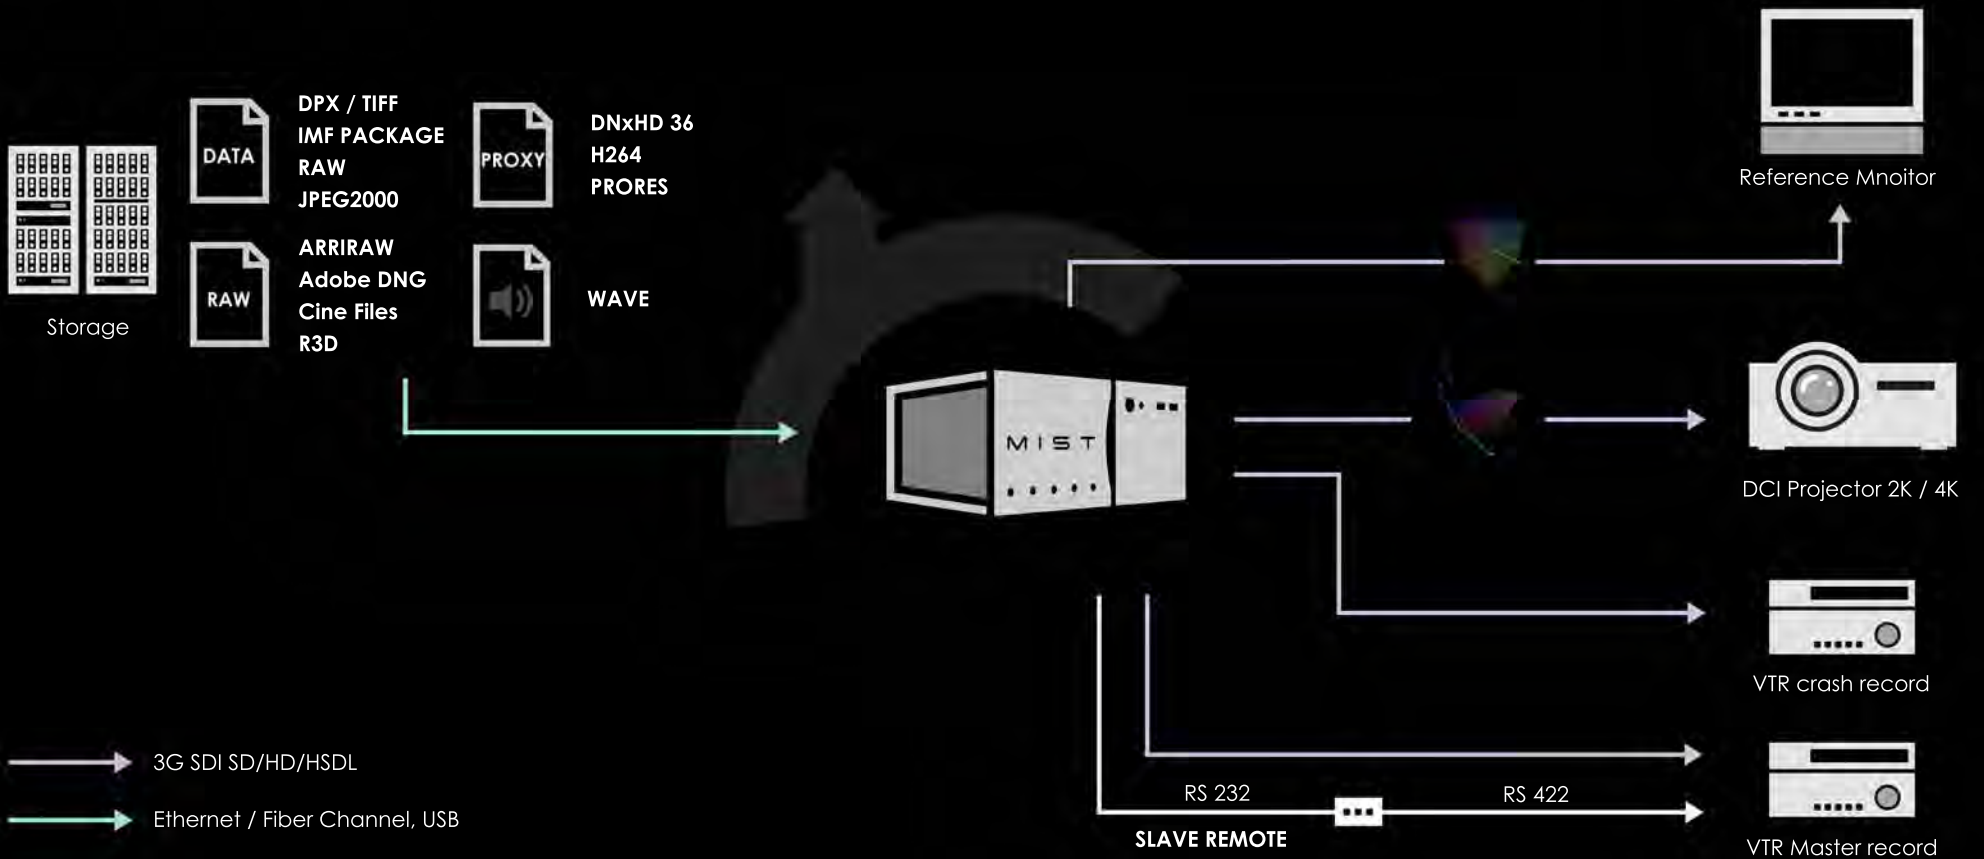 DATA
DPX / TIFF
IMF PACKAGE
RAW
JPEG2000
PROXY
DNxHD 36
H264
PRORES
RAW
ARRIRAW
Adobe DNG
Cine Files
R3D
WAVE
Storage
MIST
Reference Mnoitor
DCI Projector 2K / 4K
VTR crash record
3G SDI SD/HD/HSDL
Ethernet / Fiber Channel, USB
RS 232
RS 422
SLAVE REMOTE
VTR Master record